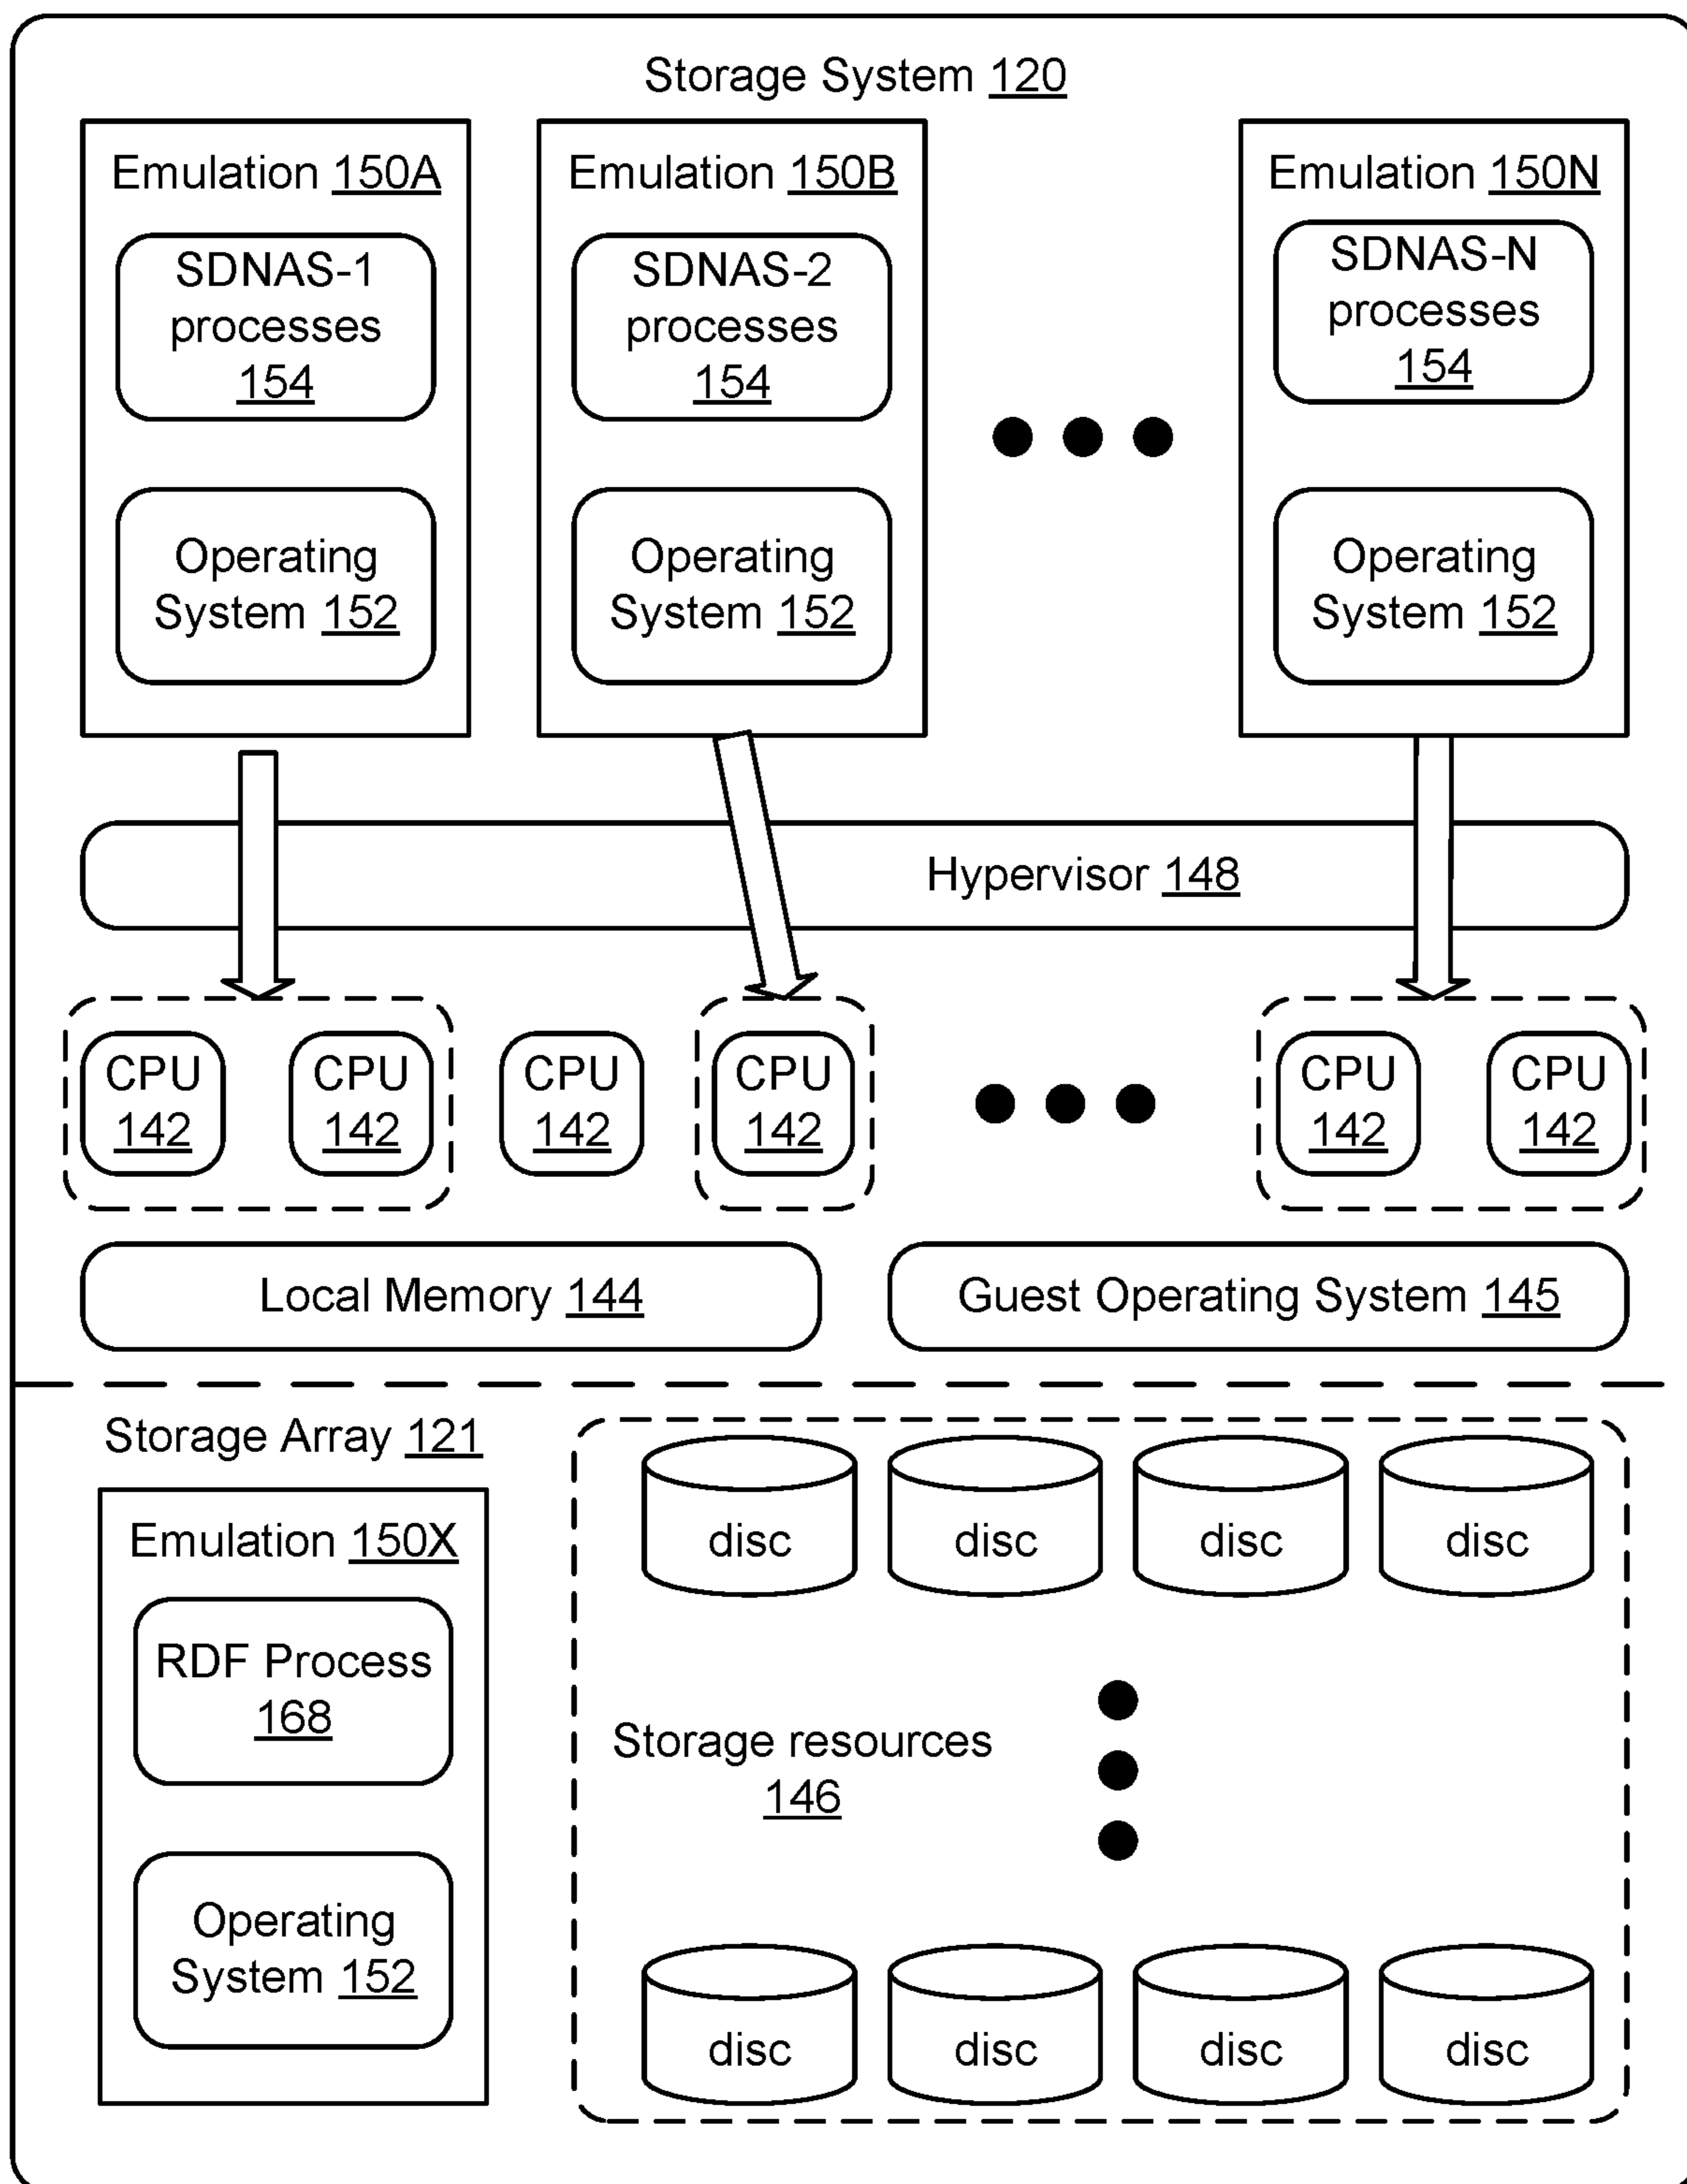 Storage System 120
Emulation 150A
SDNAS-1
processes
154
Operating
System 152
Emulation 150B
SDNAS-2
processes
154
Operating
System 152
Emulation 150N
SDNAS-N
processes
154
Operating
System 152
Hypervisor 148
CPU
142
CPU
142
CPU
142
CPU
142
CPU
142
CPU
142
Local Memory 144
Guest Operating System 145
Storage Array 121
Emulation 150X
RDF Process
168
Operating
System 152
disc
disc
disc
disc
Storage resources
146
disc
disc
disc
disc